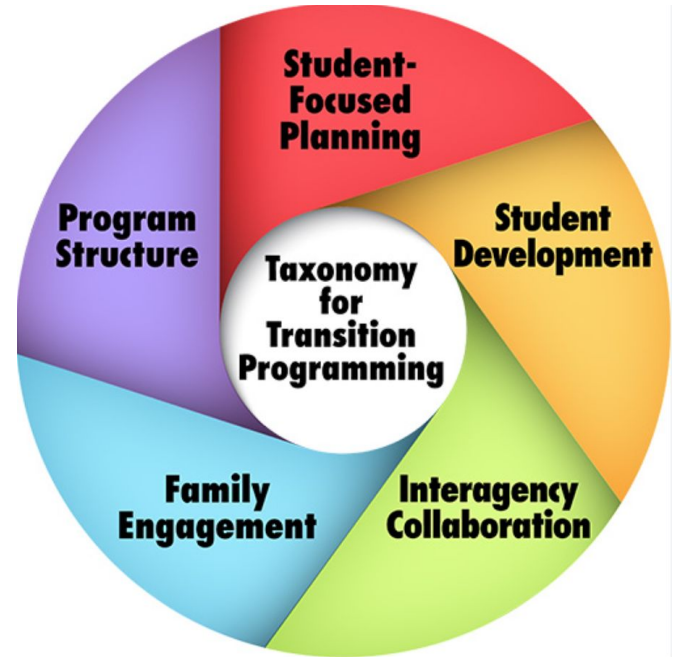 Student-
Focused
Planning
Student
Development
Interagency
Collaboration
Family
Engagement
Program
Structure
Taxonomy
for
Transition
Programming